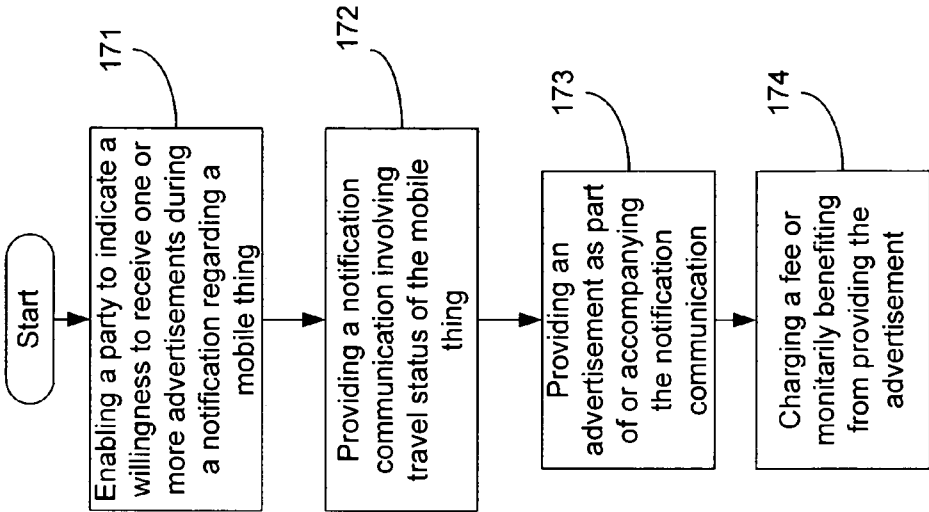 Start
Enabling a party to indicate a
willingness to receive one or
more advertisements during
a notification regarding a
mobile thing
171
Providing a notification
communication involving
travel status of the mobile
thing
172
Providing an
advertisement as part
of or accompanying
the notification
communication
173
Charging a fee or
monitarily benefiting
from providing the
advertisement
174